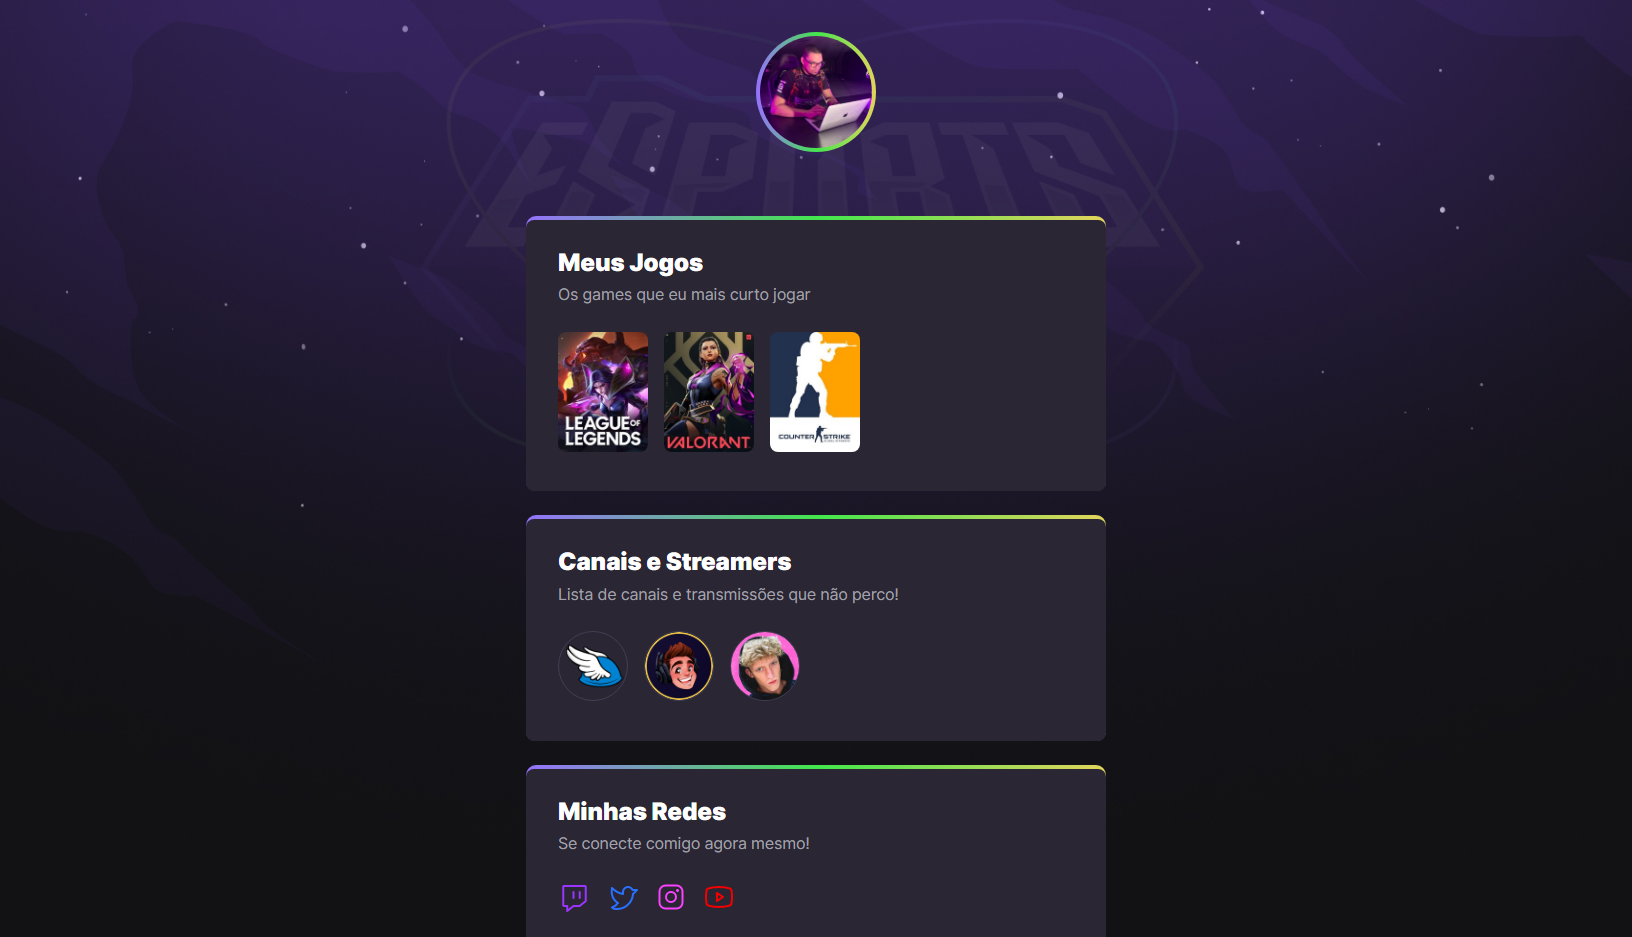 ESPORTS
Meus Jogos
Os games que eu mais curto jogar
LEAGUE OF
LEGENDS
VALORANT
COUNTER STRIKE
Canais e Streamers
Lista de canais e transmissões que não perco!
Minhas Redes
Se conecte comigo agora mesmo!